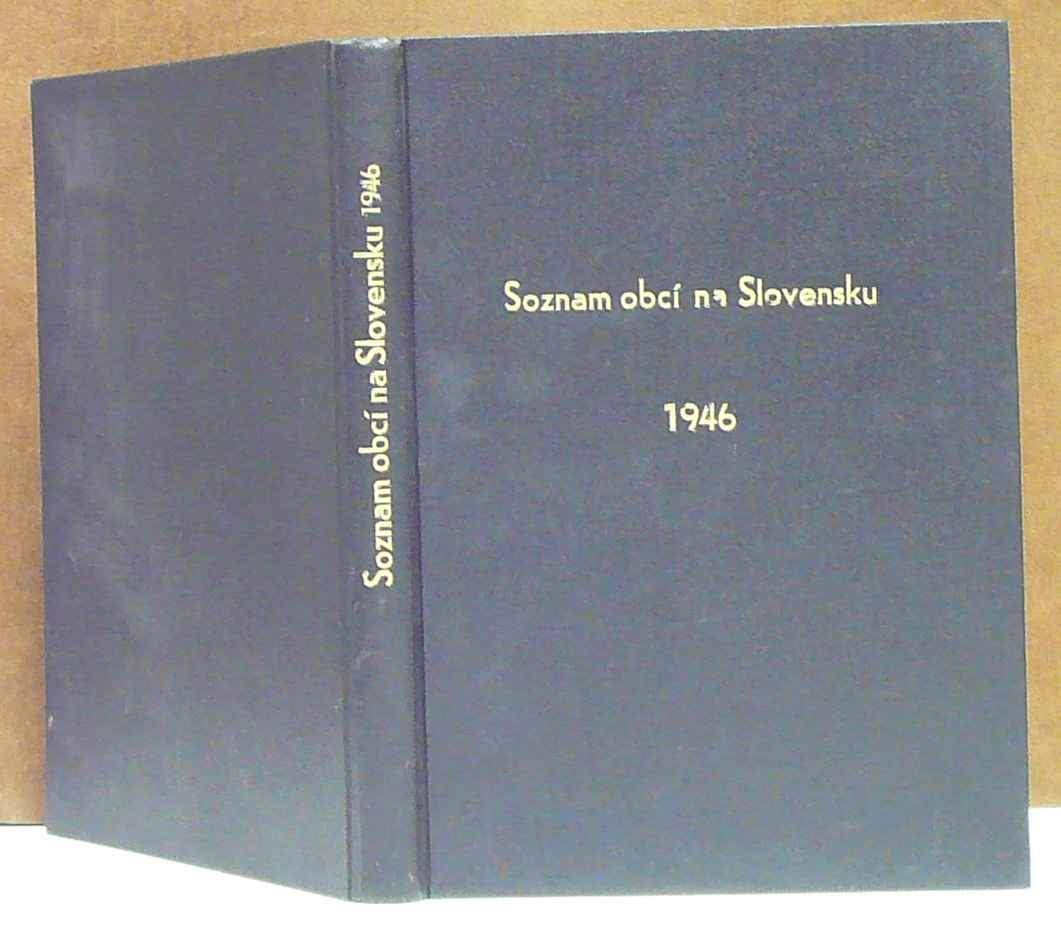 Soznam obcí na Slovensku 1946
Soznam obcí na Slovensku
1946